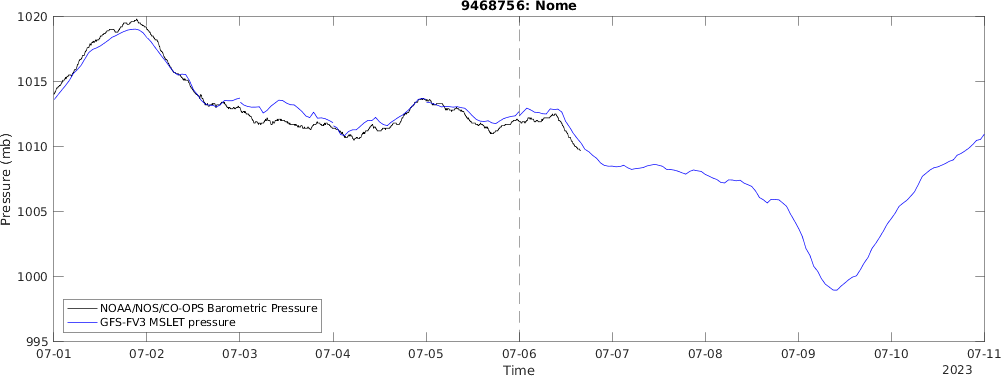 9468756: Nome
Pressure (mb)
1020
1015
1010
1005
1000
995
NOAA/NOS/CO-OPS Barometric Pressure
GFS-FV3 MSLET pressure
07-01 07-02 07-03 07-04 07-05 07-06 07-07 07-08 07-09 07-10 07-11
Time
2023